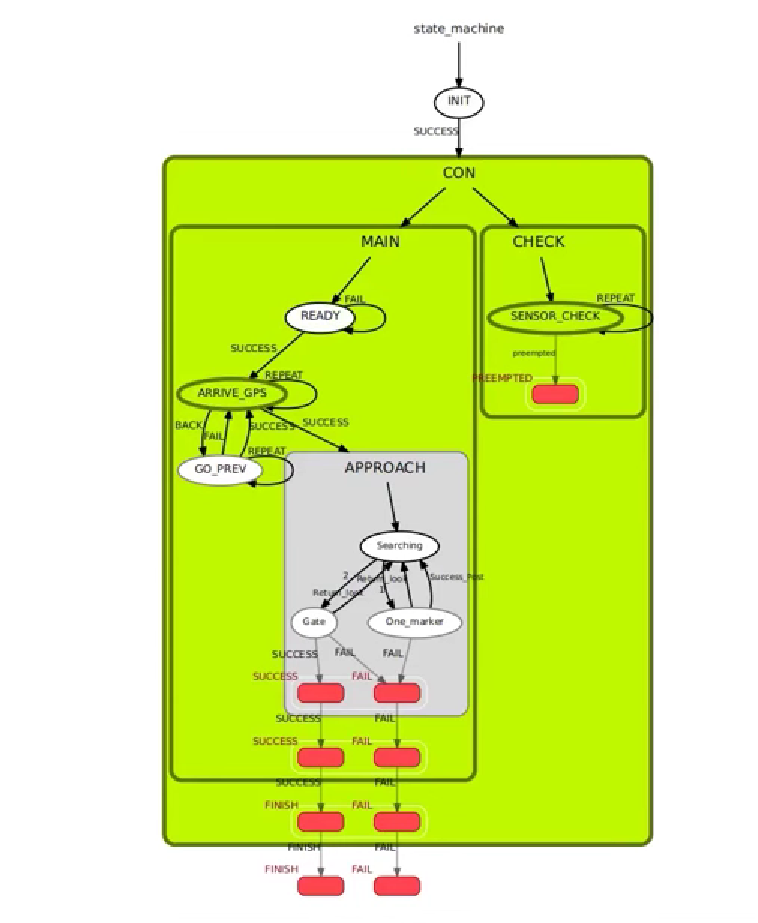 state_machine
INIT
SUCCESS
CON
MAIN
CHECK
FAIL
READY
REPEAT
SENSOR_CHECK
SUCCESS
preempted
REPEAT
PREEMPTED
ARRIVE_GPS
BACK
FAIL
SUCCESS
SUCCESS
REPEAT
GO_PREV
APPROACH
Searching
2
Return_look
1
Success_Post
Return_look
Gate
One_marker
SUCCESS
FAIL
FAIL
SUCCESS
FAIL
SUCCESS
FAIL
SUCCESS
FAIL
SUCCESS
FAIL
FINISH
FAIL
FINISH
FAIL
FINISH
FAIL